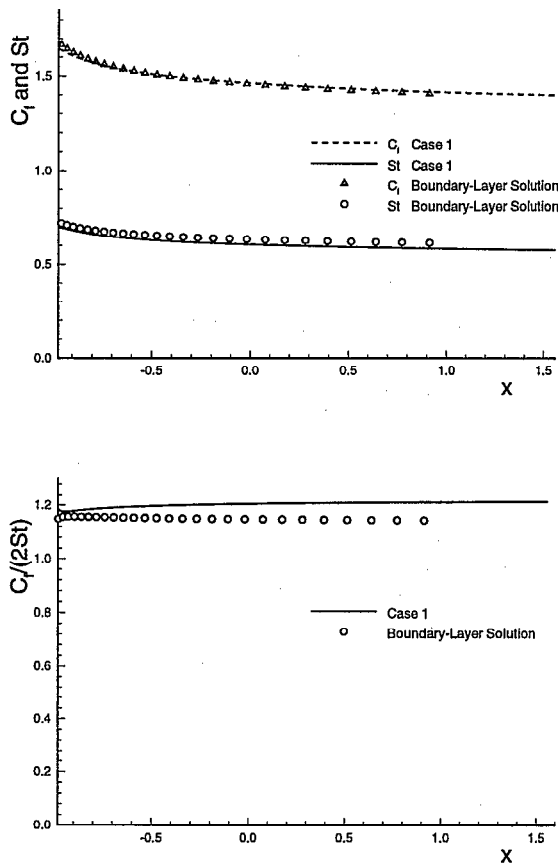 C_f and St
1.5
1.0
0.5
0.0
-0.5 0.0 0.5 1.0 1.5
X
C_f Case 1
St Case 1
C_f Boundary-Layer Solution
St Boundary-Layer Solution
C_f/(2St)
1.2
1.0
0.8
0.6
0.4
0.2
0.0
-0.5 0.0 0.5 1.0 1.5
X
Case 1
Boundary-Layer Solution